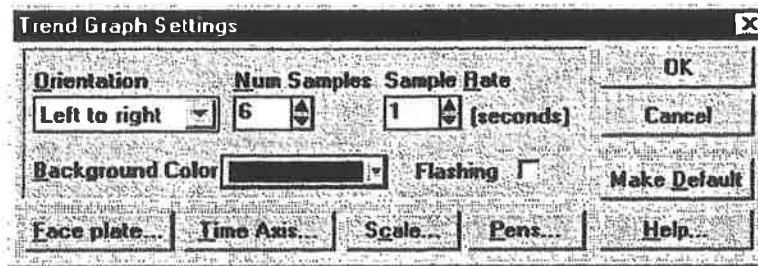 Trend Graph Settings
Orientation Num Samples Sample Rate
Left to right 6 1 (seconds)
Background Color Flashing
Face plate... Time Axis... Scale... Pens...
OK
Cancel
Make Default
Help...